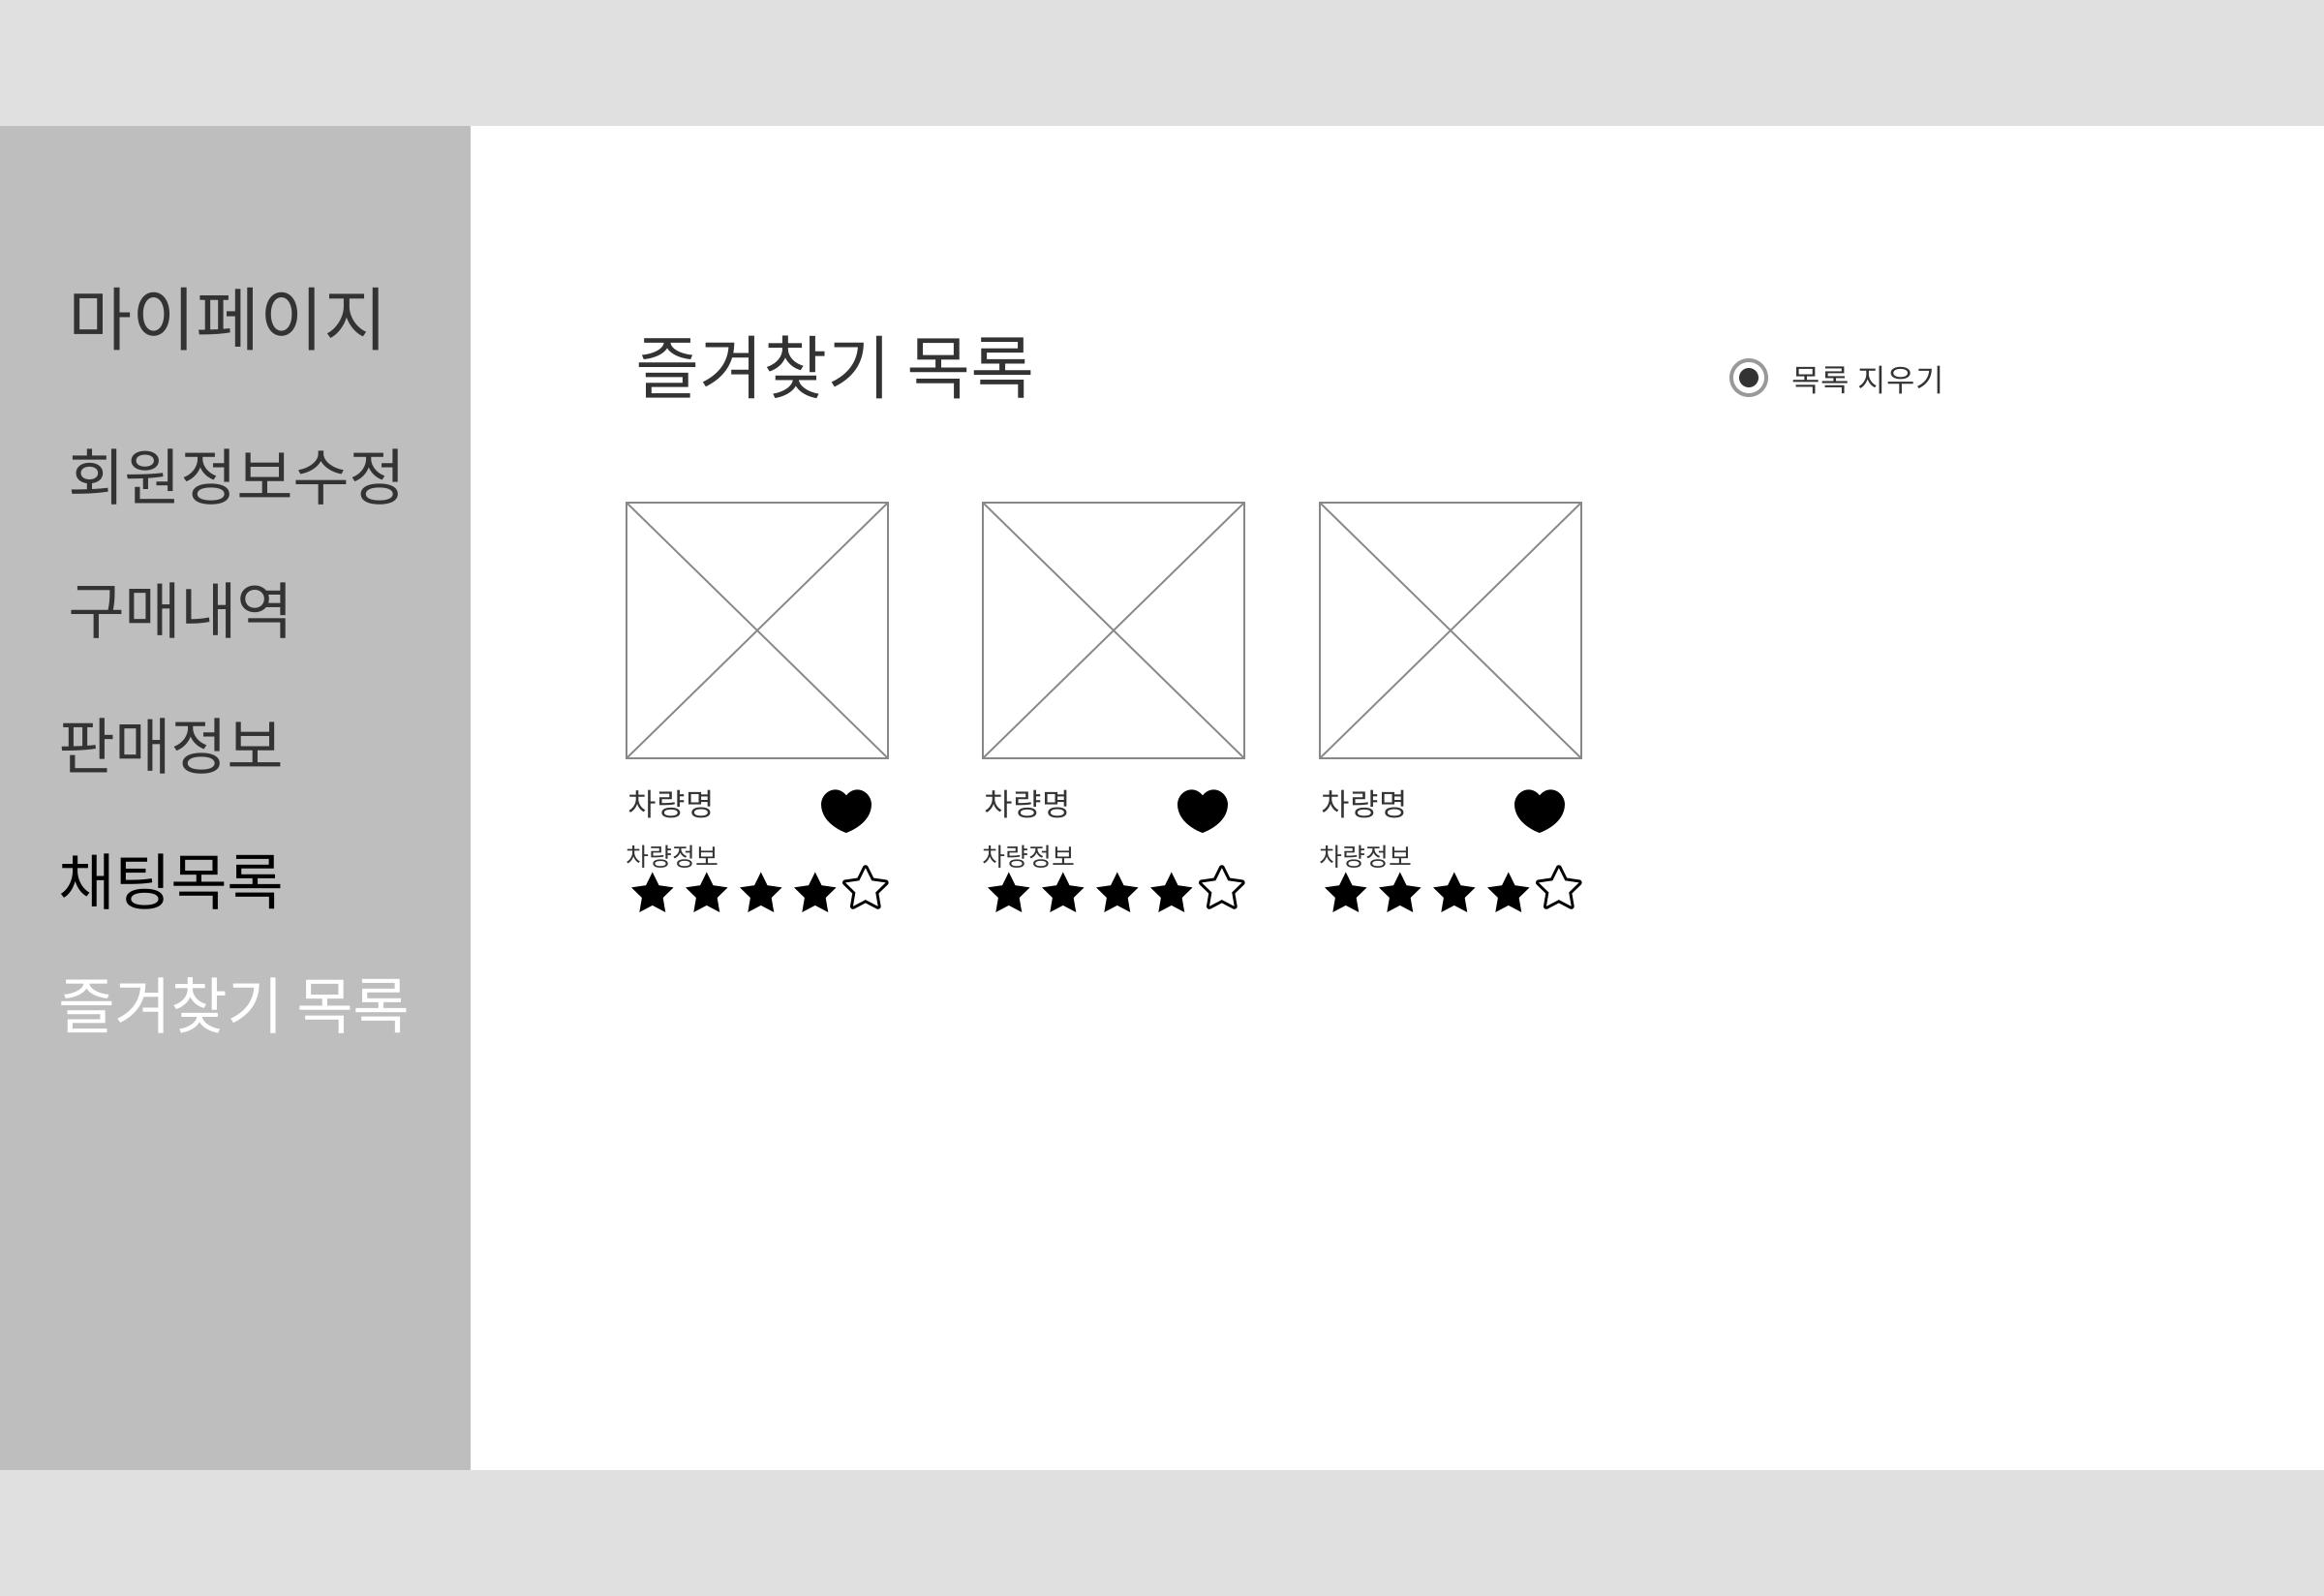 마이페이지
회원정보수정
구매내역
판매정보
채팅목록
즐겨찾기 목록
즐겨찾기 목록
목록 지우기
차량명
차량정보
차량명
차량정보
차량명
차량정보